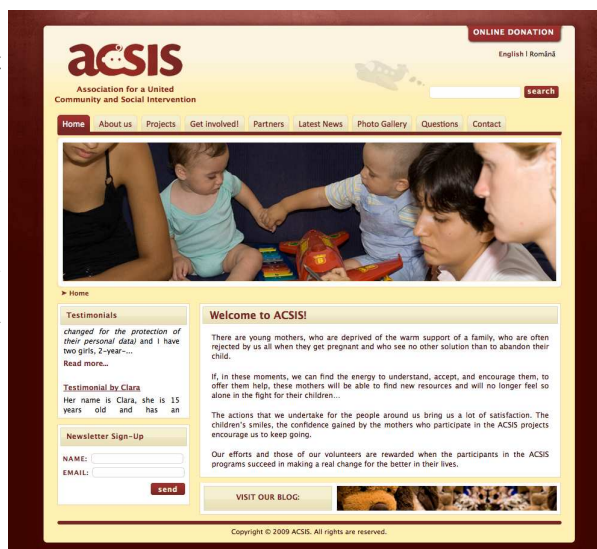 ONLINE DONATION
English | Română
acsis
Association for a United
Community and Social Intervention
search
Home
About us
Projects
Get involved!
Partners
Latest News
Photo Gallery
Questions
Contact
➤ Home
Testimonials
changed for the protection of
their personal data) and I have
two girls, 2-year-...
Read more...
Testimonial by Clara
Her name is Clara, she is 15
years old and has an
Newsletter Sign-Up
NAME:
EMAIL:
send
Welcome to ACSIS!
There are young mothers, who are deprived of the warm support of a family, who are often
rejected by us all when they get pregnant and who see no other solution than to abandon their
child.
If, in these moments, we can find the energy to understand, accept, and encourage them, to
offer them help, these mothers will be able to find new resources and will no longer feel so
alone in the fight for their children...
The actions that we undertake for the people around us bring us a lot of satisfaction. The
children's smiles, the confidence gained by the mothers who participate in the ACSIS projects
encourage us to keep going.
Our efforts and those of our volunteers are rewarded when the participants in the ACSIS
programs succeed in making a real change for the better in their lives.
VISIT OUR BLOG:
Copyright © 2009 ACSIS. All rights are reserved.